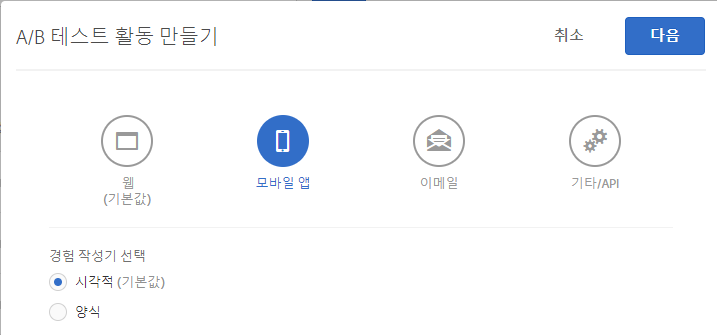 A/B 테스트 활동 만들기
취소
다음
웹
(기본값)
모바일 앱
이메일
기타/API
경험 작성기 선택
시각적 (기본값)
양식